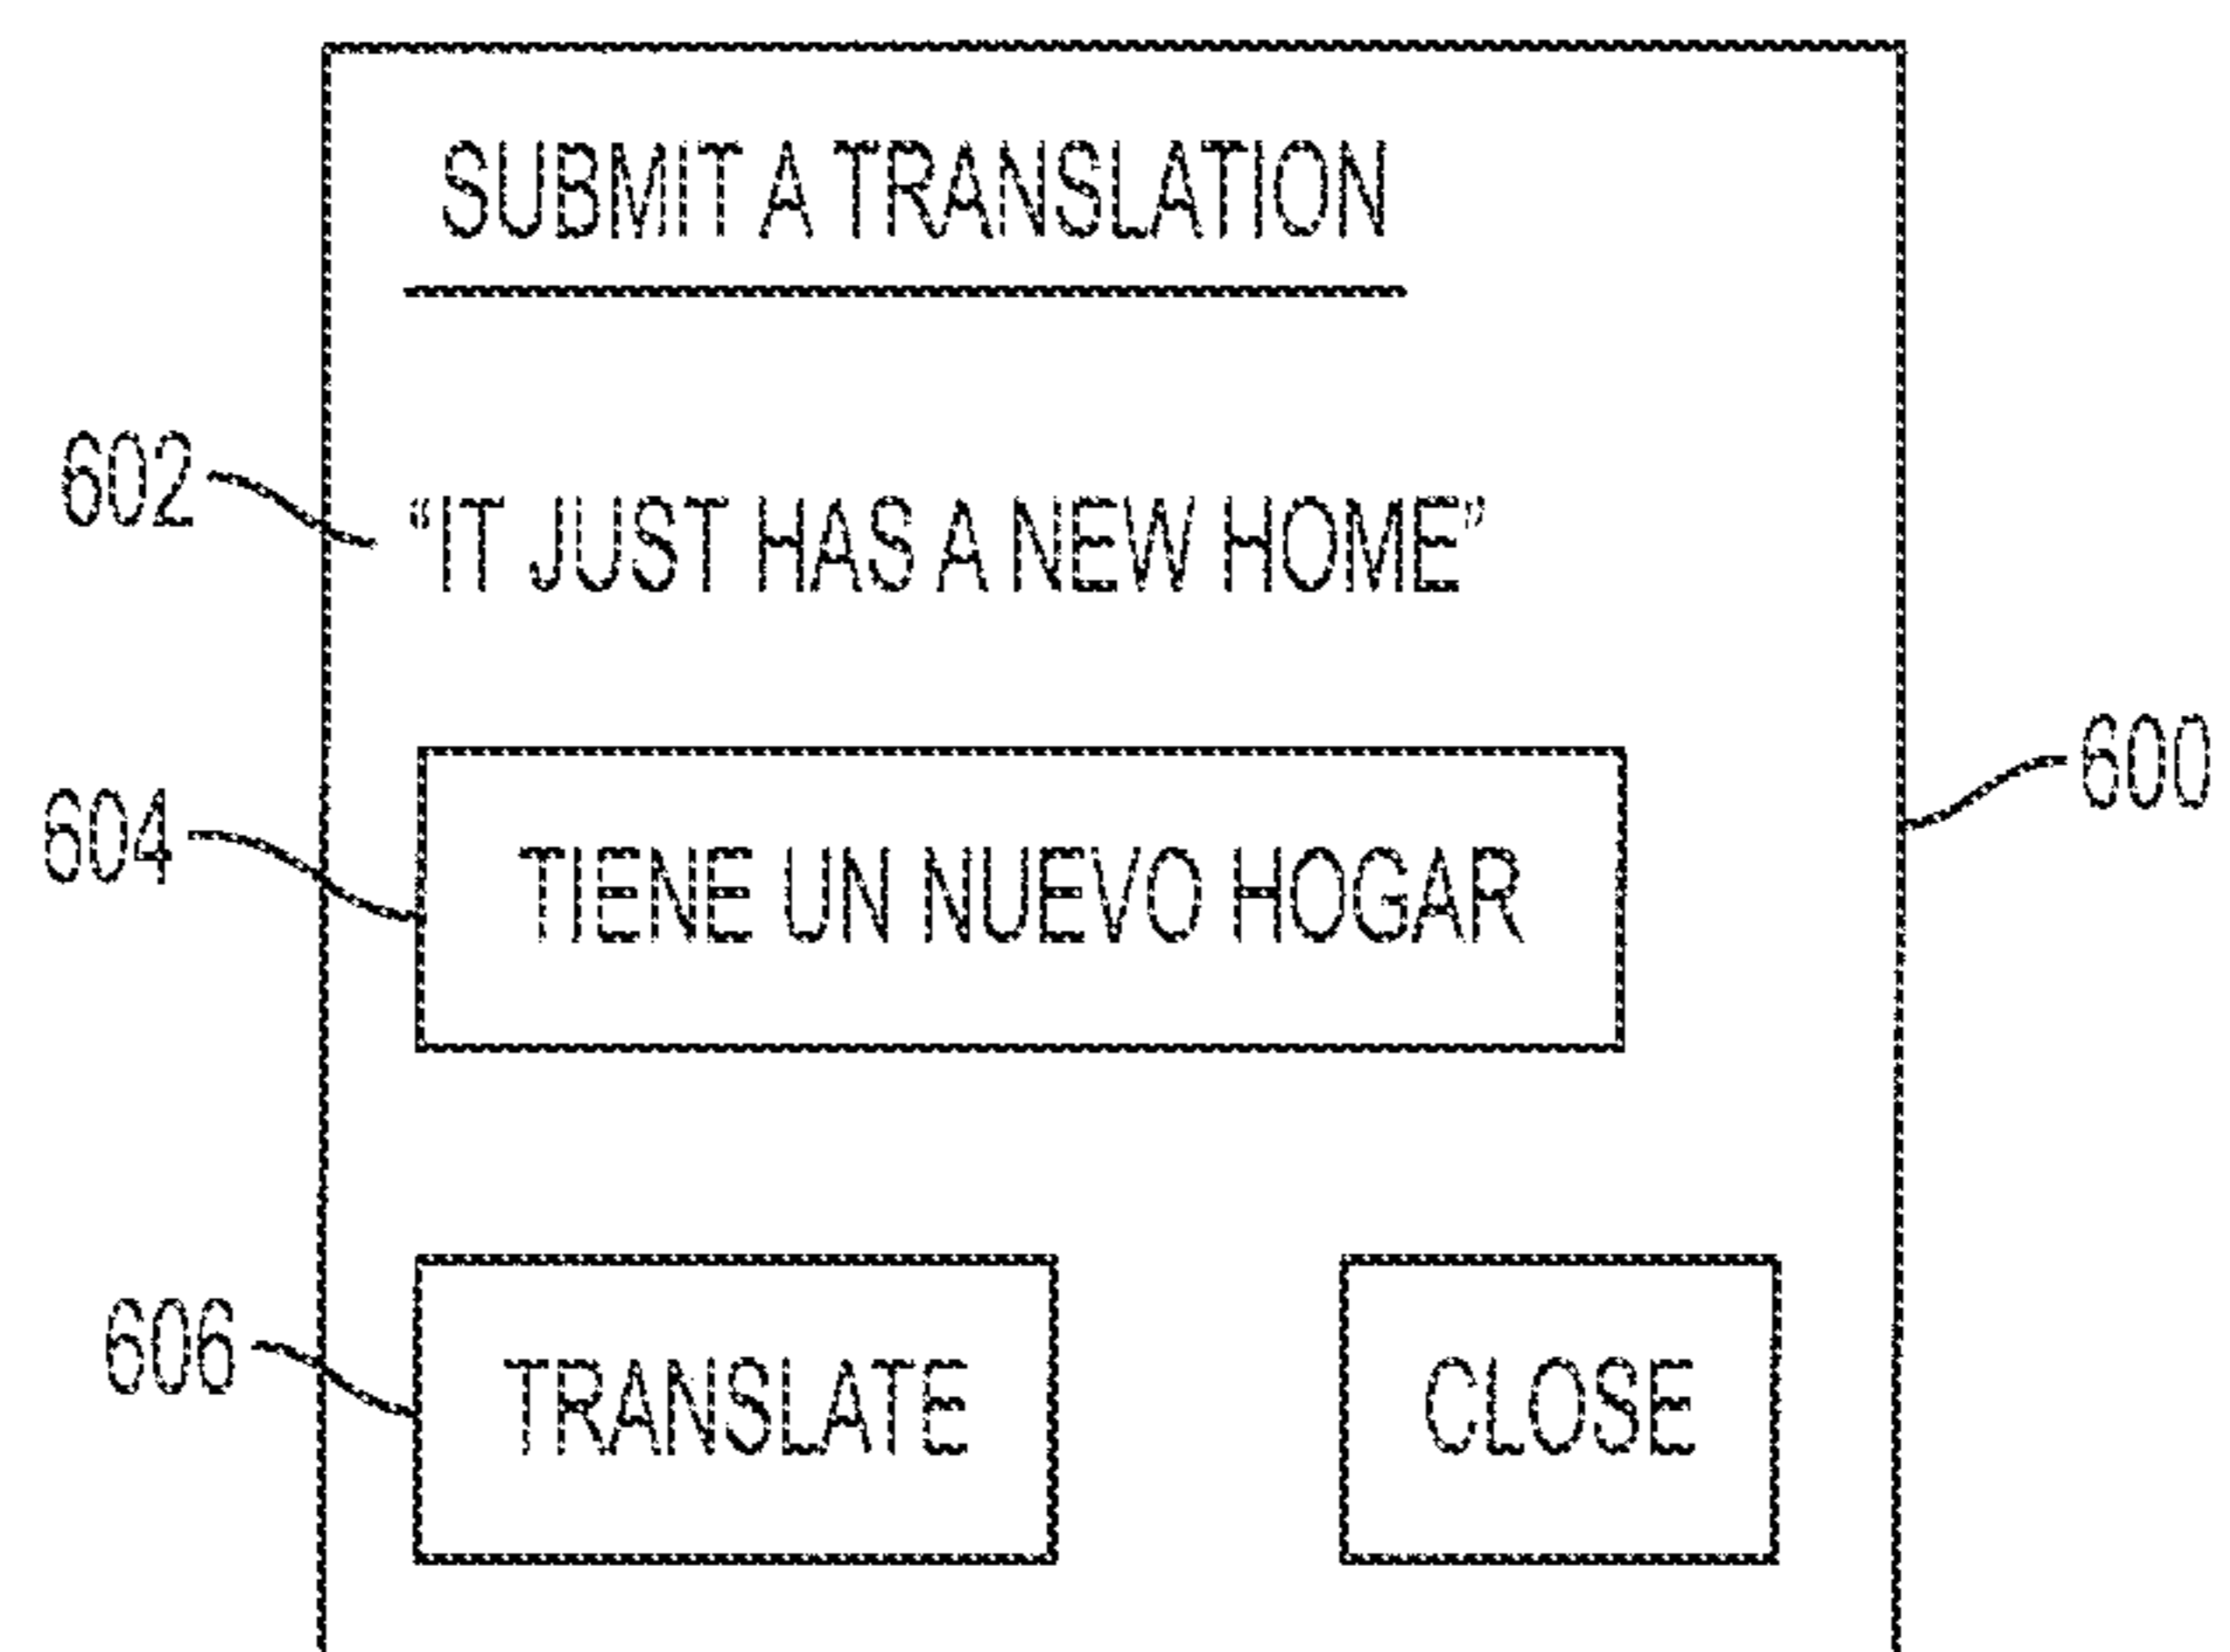 SUBMIT A TRANSLATION
602
“IT JUST HAS A NEW HOME”
600
604
TIENE UN NUEVO HOGAR
606
TRANSLATE
CLOSE